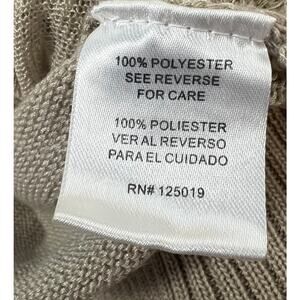 100% POLYESTER
SEE REVERSE
FOR CARE
100% POLIESTER
VER AL REVERSO
PARA EL CUIDADO
RN# 125019